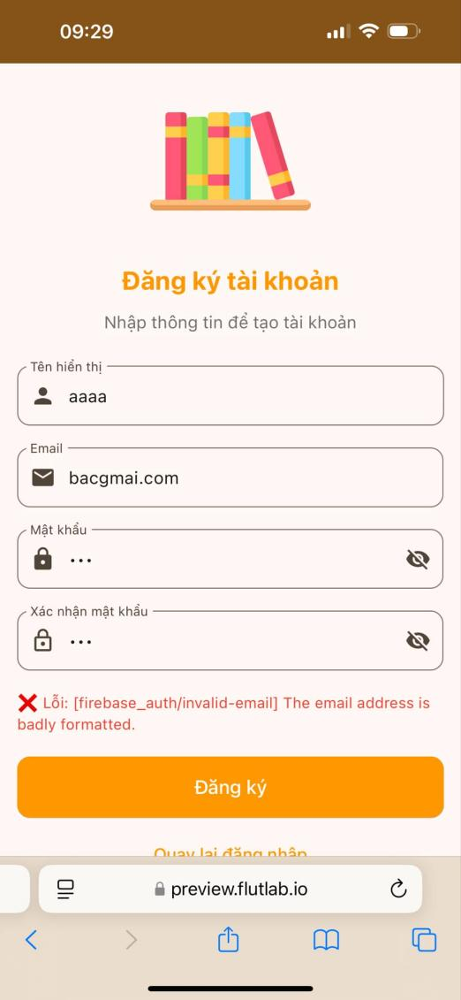 09:29
Đăng ký tài khoản
Nhập thông tin để tạo tài khoản
Tên hiển thị
aaaa
Email
bacgmai.com
Mật khẩu
•••
Xác nhận mật khẩu
•••
❌ Lỗi: [firebase_auth/invalid-email] The email address is
badly formatted.
Đăng ký
Quay lại đăng nhập
preview.flutlab.io